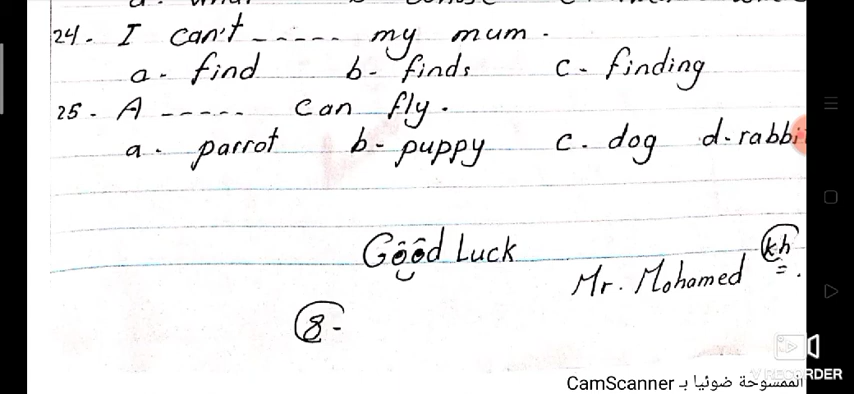 24- I can't ----- my mum.
a- find b- finds c- finding
25- A ----- can fly.
a- parrot b- puppy c- dog d- rabbi
Good Luck
Mr. Mohamed kh
8-
الممسوحة ضوئيا بـ CamScanner